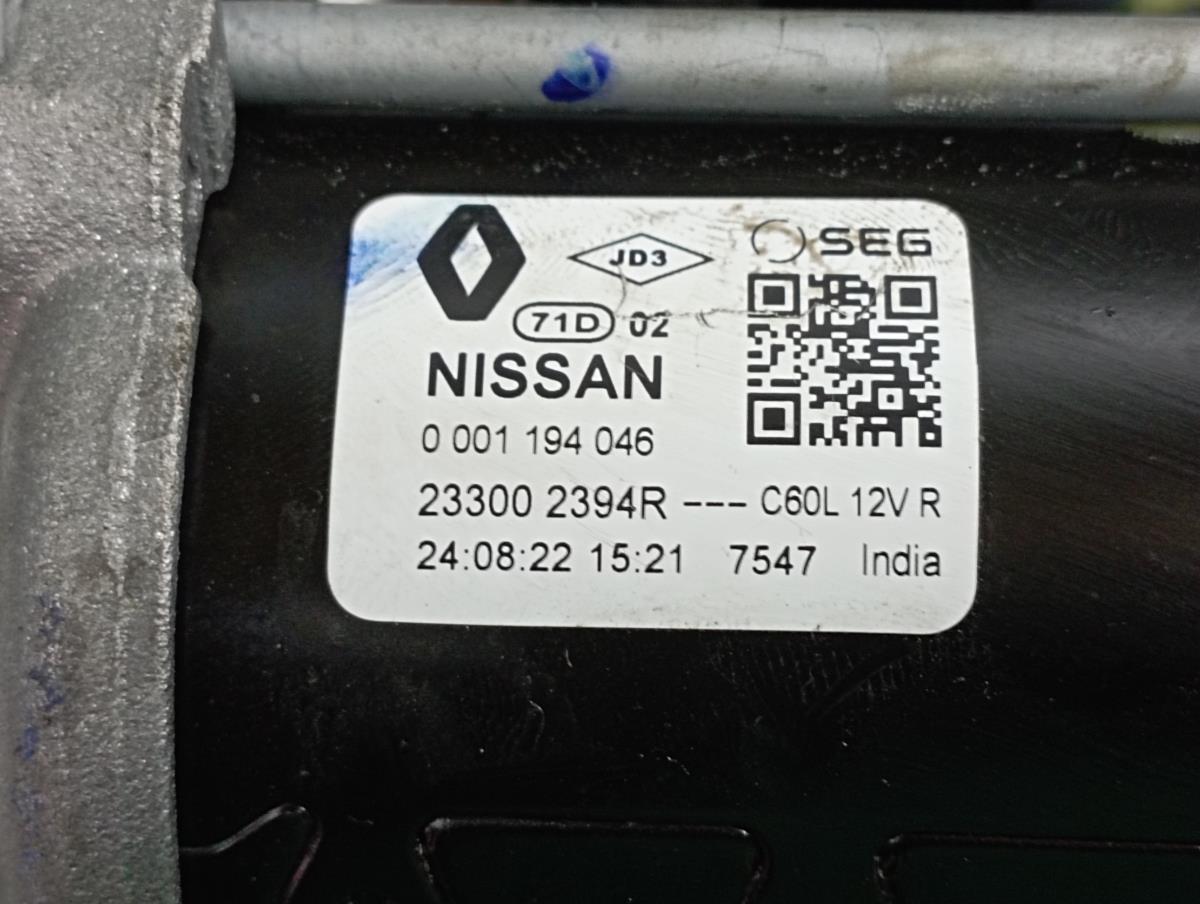 JD3
SEG
71D 02
NISSAN
0 001 194 046
23300 2394R --- C60L 12V R
24:08:22 15:21 7547 India